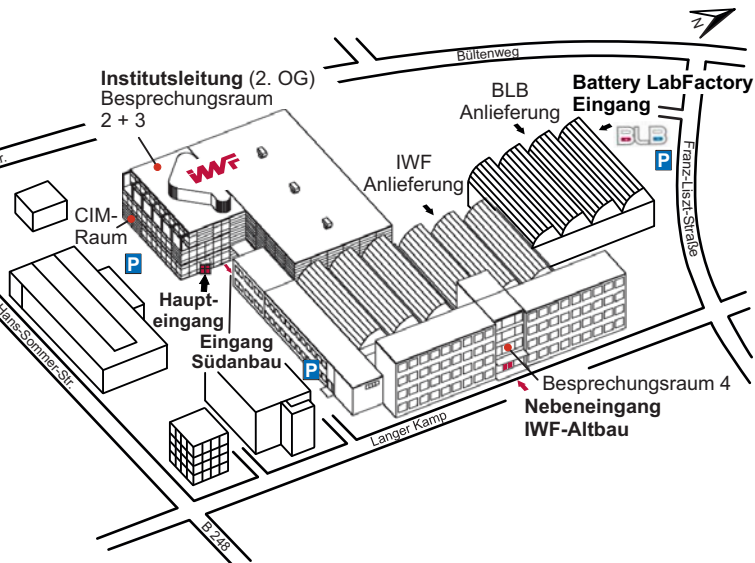 N
Bültenweg
Institutsleitung (2. OG)
Besprechungsraum
2 + 3
Battery LabFactory
Eingang
BLB
Anlieferung
BLB
P
IWF
IWF
Anlieferung
Franz-Liszt-Straße
r.
CIM-
Raum
P
Haupt-
eingang
Eingang
Südanbau
P
Hans-Sommer-Str.
Besprechungsraum 4
Nebeneingang
IWF-Altbau
Langer Kamp
B 248